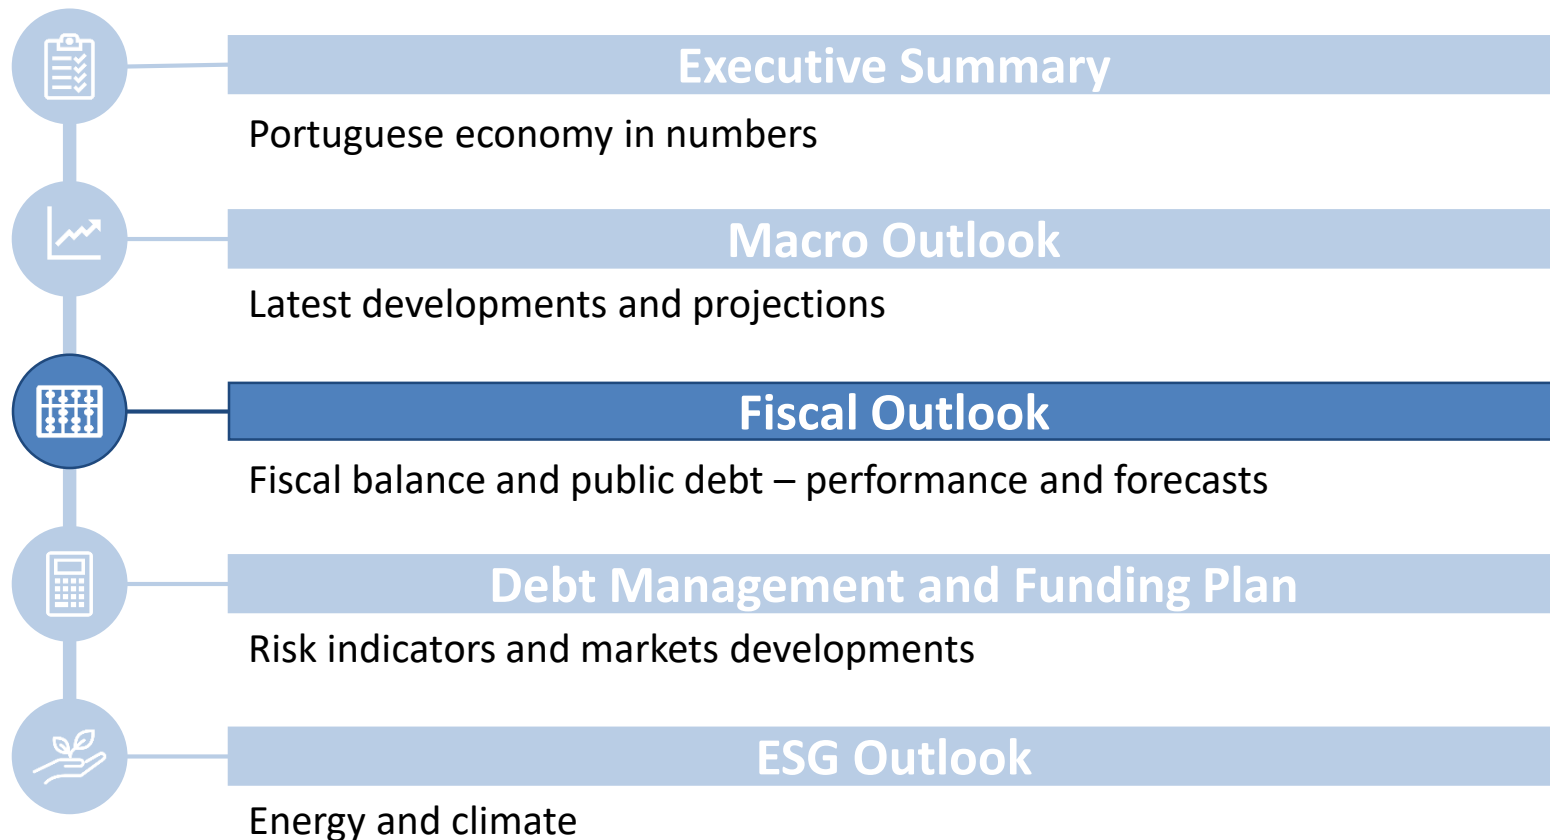 Executive Summary
Portuguese economy in numbers
Macro Outlook
Latest developments and projections
Fiscal Outlook
Fiscal balance and public debt – performance and forecasts
Debt Management and Funding Plan
Risk indicators and markets developments
ESG Outlook
Energy and climate